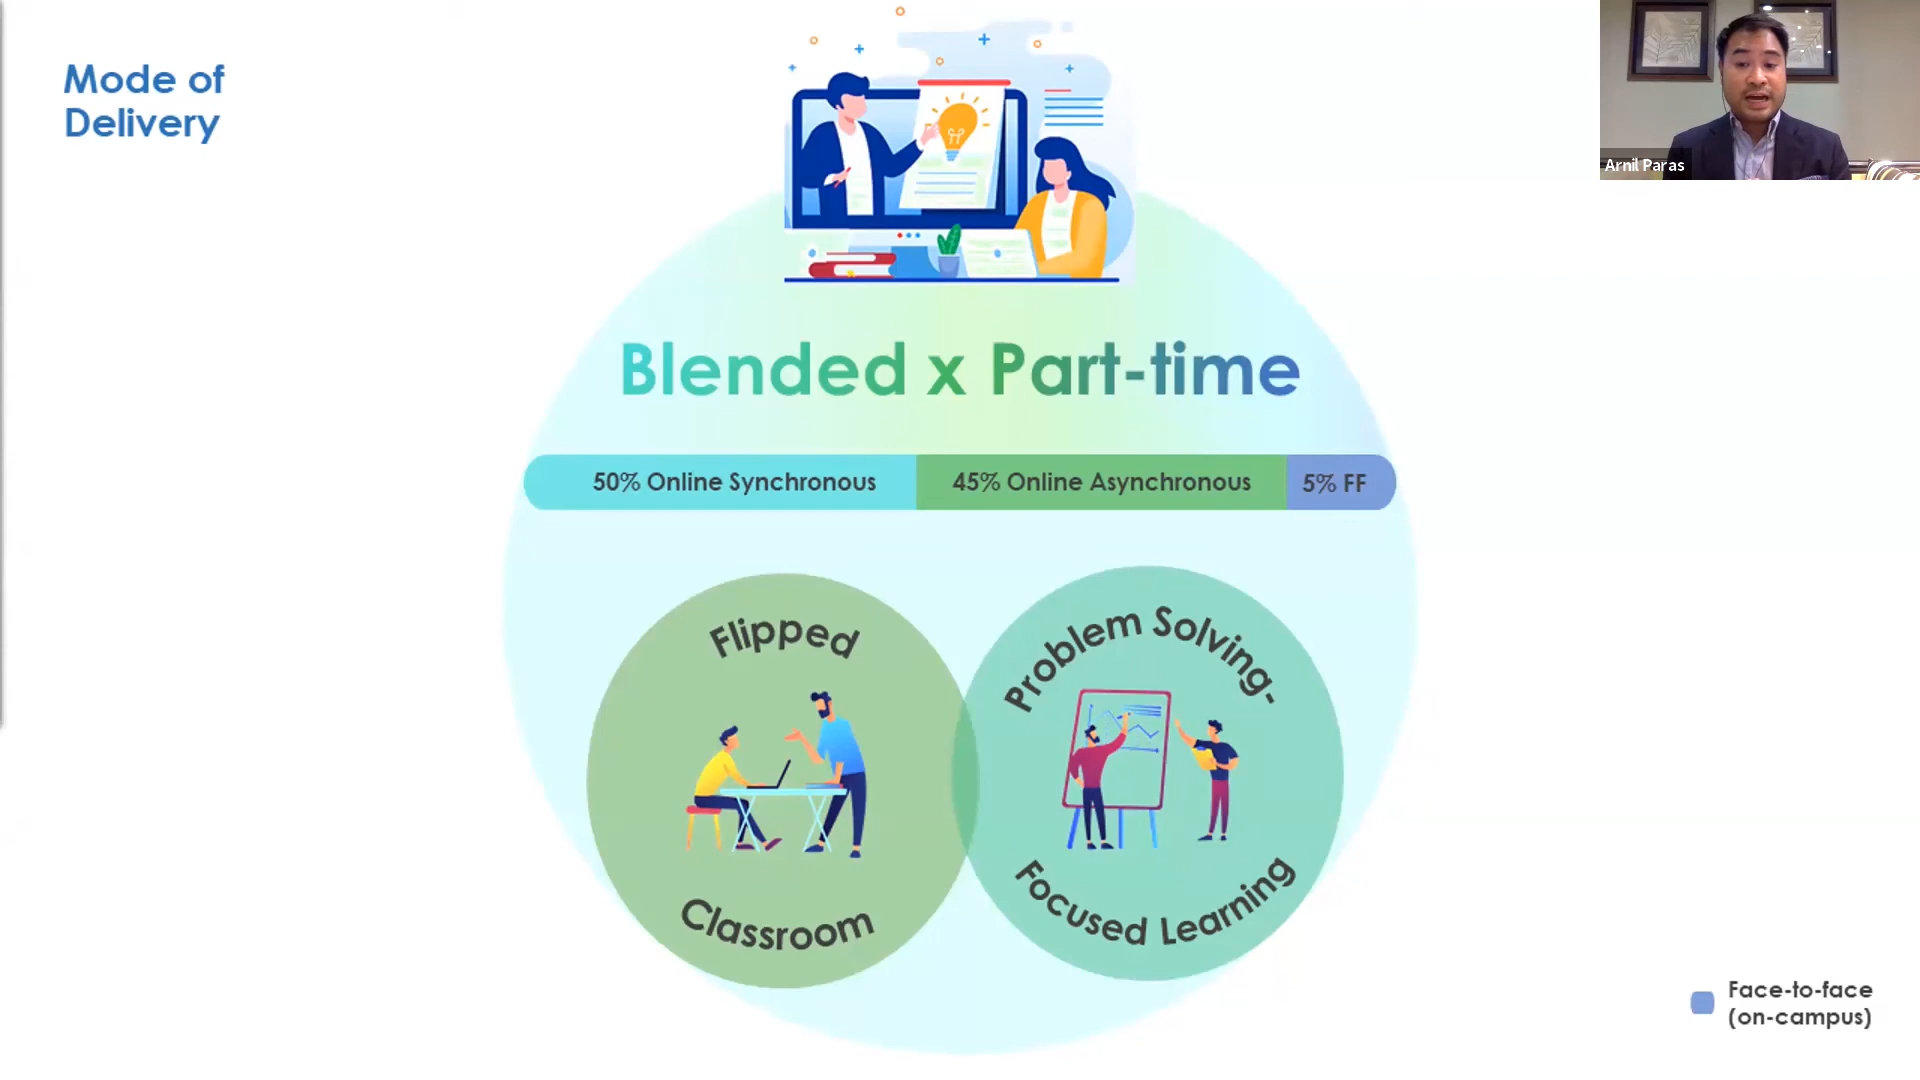 Mode of
Delivery
Arnil Paras
Blended x Part-time
50% Online Synchronous
45% Online Asynchronous
5% FF
Flipped
Classroom
Problem Solving-
Focused Learning
Face-to-face
(on-campus)